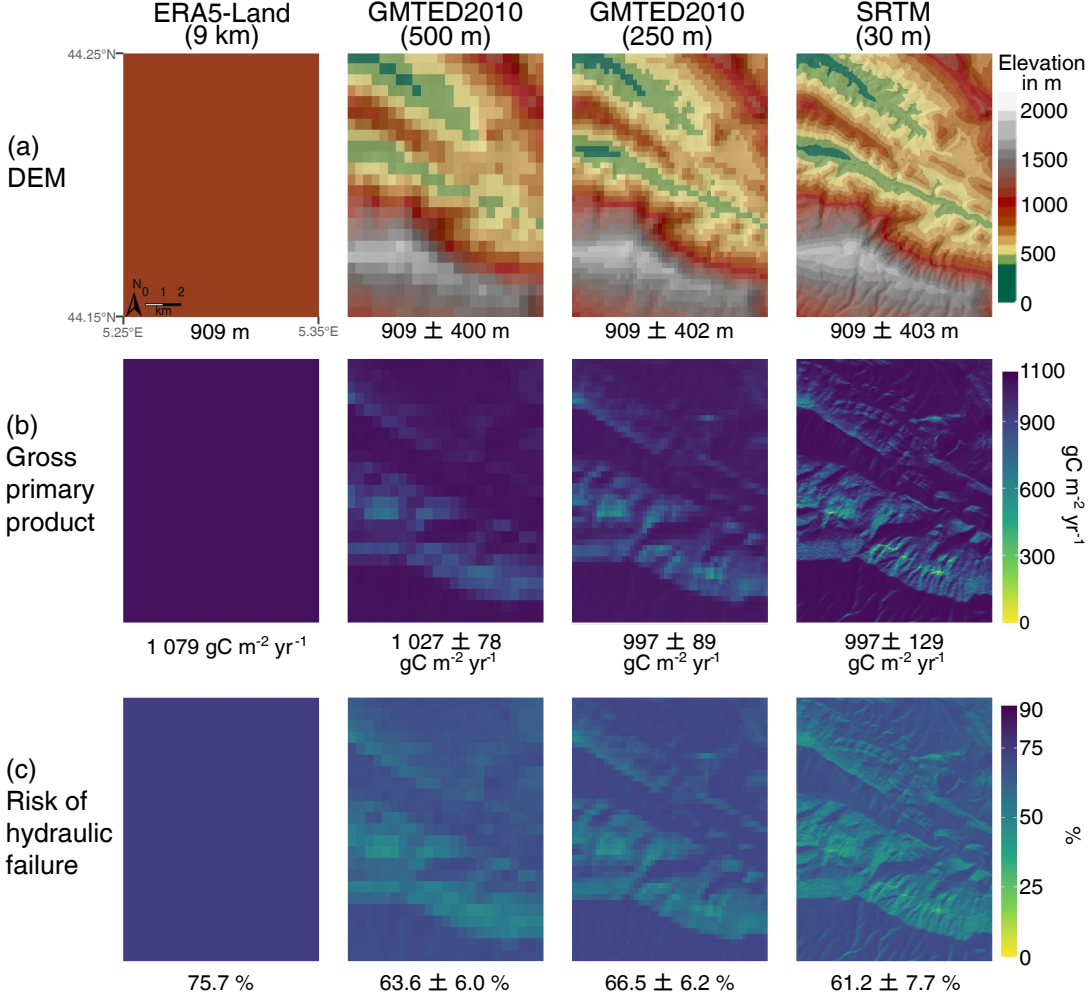 ERA5-Land
(9 km)
GMTED2010
(500 m)
GMTED2010
(250 m)
SRTM
(30 m)
44.25°N
44.15°N
5.25°E
5.35°E
(a)
DEM
N
0 1 2
km
Elevation
in m
2000
1500
1000
500
0
909 m
909 ± 400 m
909 ± 402 m
909 ± 403 m
(b)
Gross
primary
product
1100
900
600
300
0
gC m⁻² yr⁻¹
1 079 gC m⁻² yr⁻¹
1 027 ± 78
gC m⁻² yr⁻¹
997 ± 89
gC m⁻² yr⁻¹
997± 129
gC m⁻² yr⁻¹
(c)
Risk of
hydraulic
failure
90
75
50
25
0
%
75.7 %
63.6 ± 6.0 %
66.5 ± 6.2 %
61.2 ± 7.7 %